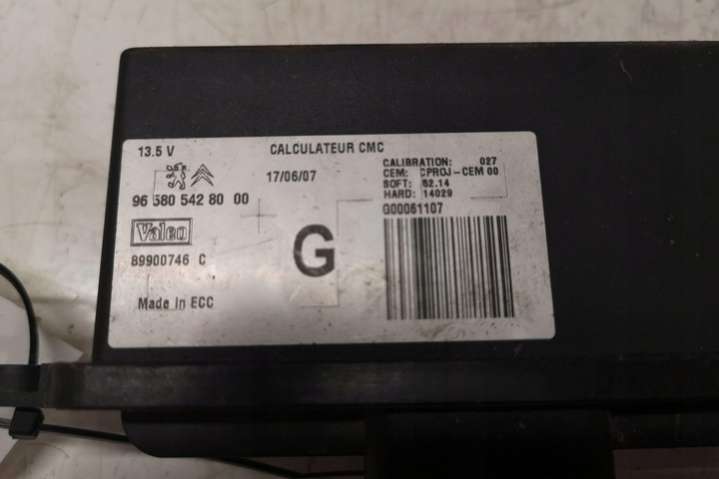 13.5 V
CALCULATEUR CMC
17/06/07
CALIBRATION: 027
CEM: CPROJ-CEM 00
SOFT: 52.14
HARD: 14029
G00061107
96 580 542 80 00
Valeo
G
89900746 C
Made in ECC